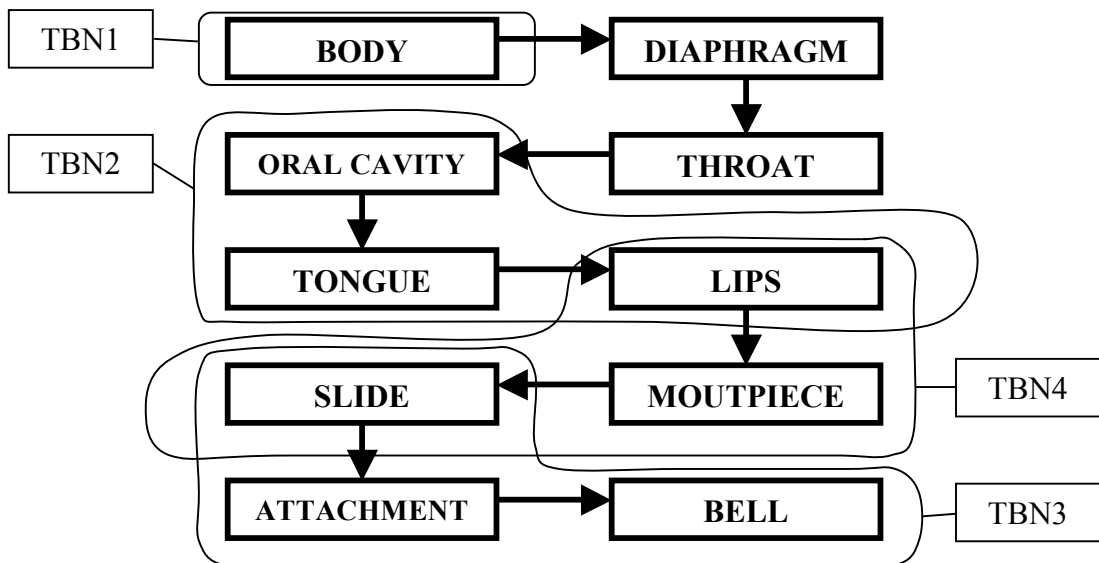 TBN1
BODY
DIAPHRAGM
TBN2
ORAL CAVITY
THROAT
TONGUE
LIPS
SLIDE
MOUTPIECE
TBN4
ATTACHMENT
BELL
TBN3